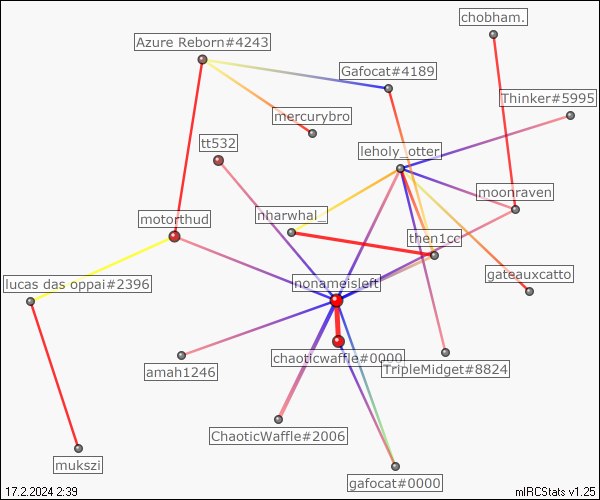 chobham.
Azure Reborn#4243
Gafocat#4189
Thinker#5995
mercurybro
tt532
leholy_otter
moonraven
nharwhal_
motorthud
then1cc
nonameisleft
gateauxcatto
lucas das oppai#2396
chaoticwaffle#0000
TripleMidget#8824
amah1246
ChaoticWaffle#2006
mukszi
gafocat#0000
17.2.2024 2:39
mIRCStats v1.25